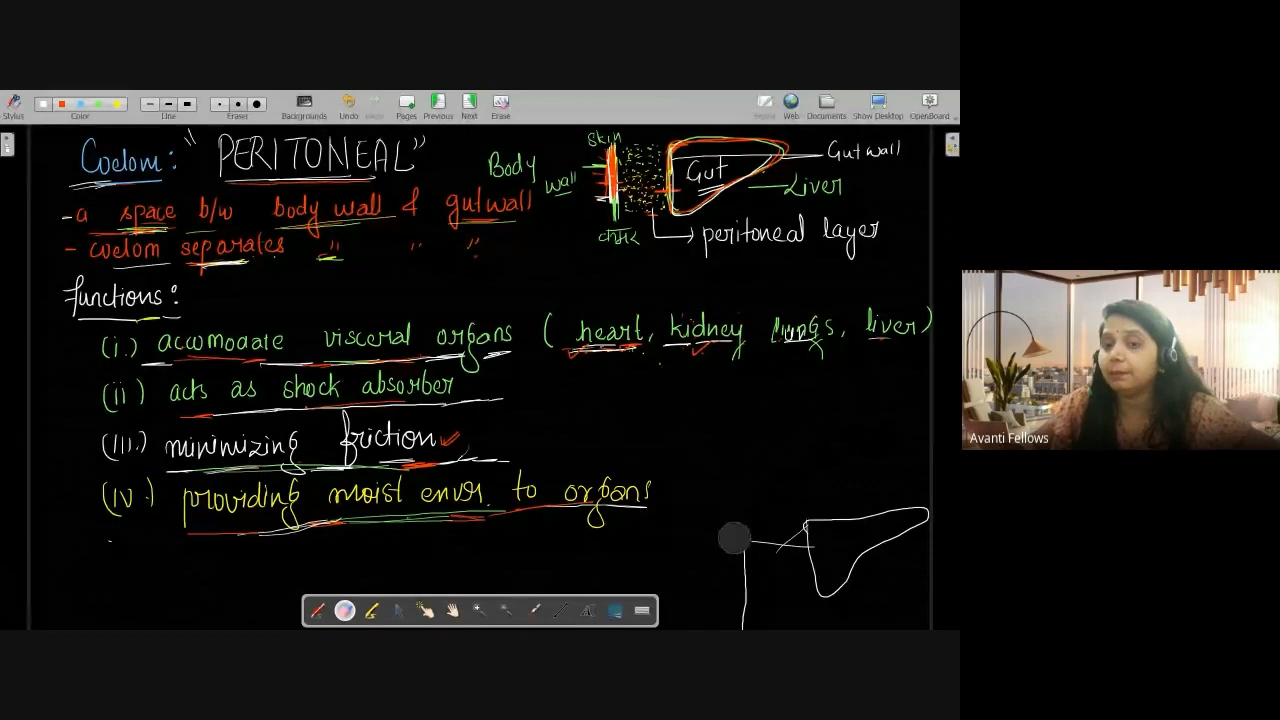 Stylus
Color
Line
Eraser
Backgrounds
Undo
Pages
Previous
Next
Erase
Web
Documents
Show Desktop
OpenBoard
Coelom: "PERITONEAL"
- a space b/w body wall & gut wall
- coelom separates " " "
Body wall
skin
Gut
Gut wall
Liver
peritoneal layer
Functions:
(i.) accomodate visceral organs (heart, kidney lungs, liver)
(ii) acts as shock absorber
(III.) minimizing friction
(iv.) providing moist envir. to organs
Avanti Fellows